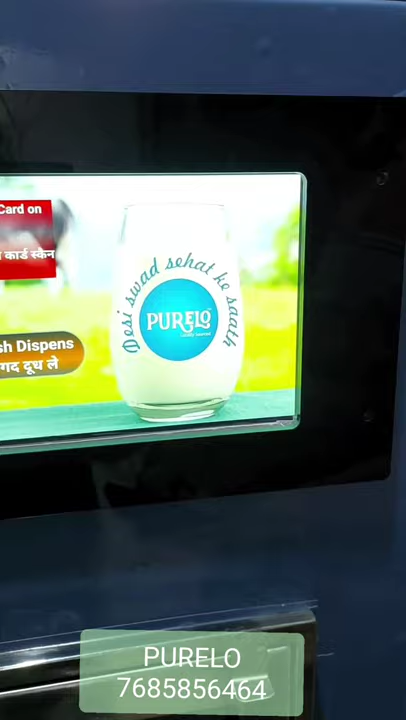 Card on
कार्ड स्कैन
Desi swad sehat ke saath
PURELO
sh Dispens
गद दूध ले
PURELO
7685856464